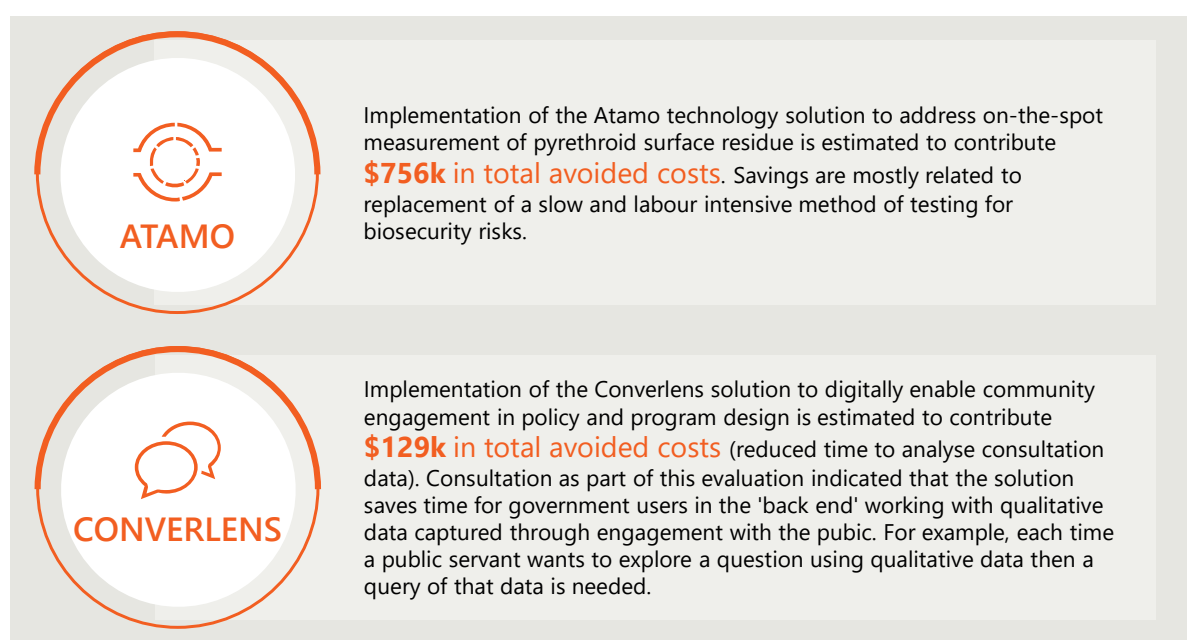 Implementation of the Atamo technology solution to address on-the-spot
measurement of pyrethroid surface residue is estimated to contribute
$756k in total avoided costs. Savings are mostly related to
replacement of a slow and labour intensive method of testing for
biosecurity risks.
ATAMO
Implementation of the Converlens solution to digitally enable community
engagement in policy and program design is estimated to contribute
$129k in total avoided costs (reduced time to analyse consultation
data). Consultation as part of this evaluation indicated that the solution
saves time for government users in the 'back end' working with qualitative
data captured through engagement with the pubic. For example, each time
a public servant wants to explore a question using qualitative data then a
query of that data is needed.
CONVERLENS